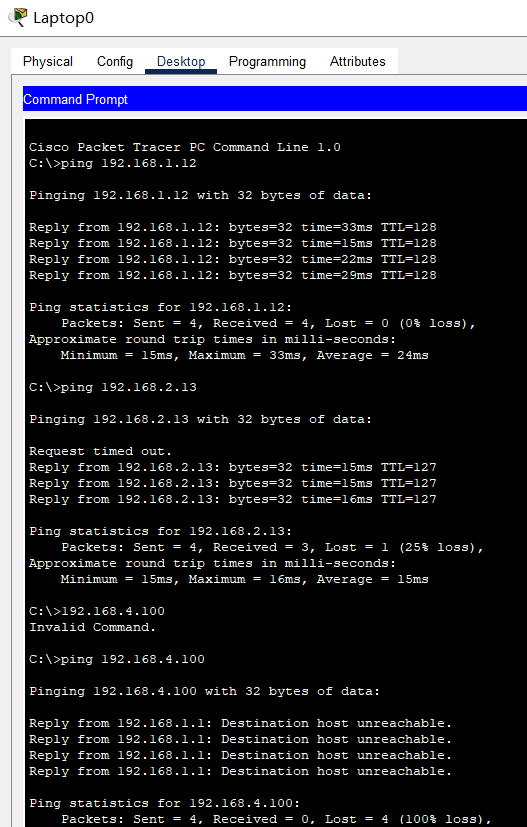 Laptop0
Physical Config Desktop Programming Attributes
Command Prompt
Cisco Packet Tracer PC Command Line 1.0
C:\>ping 192.168.1.12
Pinging 192.168.1.12 with 32 bytes of data:
Reply from 192.168.1.12: bytes=32 time=33ms TTL=128
Reply from 192.168.1.12: bytes=32 time=15ms TTL=128
Reply from 192.168.1.12: bytes=32 time=22ms TTL=128
Reply from 192.168.1.12: bytes=32 time=29ms TTL=128
Ping statistics for 192.168.1.12:
Packets: Sent = 4, Received = 4, Lost = 0 (0% loss),
Approximate round trip times in milli-seconds:
Minimum = 15ms, Maximum = 33ms, Average = 24ms
C:\>ping 192.168.2.13
Pinging 192.168.2.13 with 32 bytes of data:
Request timed out.
Reply from 192.168.2.13: bytes=32 time=15ms TTL=127
Reply from 192.168.2.13: bytes=32 time=15ms TTL=127
Reply from 192.168.2.13: bytes=32 time=16ms TTL=127
Ping statistics for 192.168.2.13:
Packets: Sent = 4, Received = 3, Lost = 1 (25% loss),
Approximate round trip times in milli-seconds:
Minimum = 15ms, Maximum = 16ms, Average = 15ms
C:\>192.168.4.100
Invalid Command.
C:\>ping 192.168.4.100
Pinging 192.168.4.100 with 32 bytes of data:
Reply from 192.168.1.1: Destination host unreachable.
Reply from 192.168.1.1: Destination host unreachable.
Reply from 192.168.1.1: Destination host unreachable.
Reply from 192.168.1.1: Destination host unreachable.
Ping statistics for 192.168.4.100:
Packets: Sent = 4, Received = 0, Lost = 4 (100% loss),